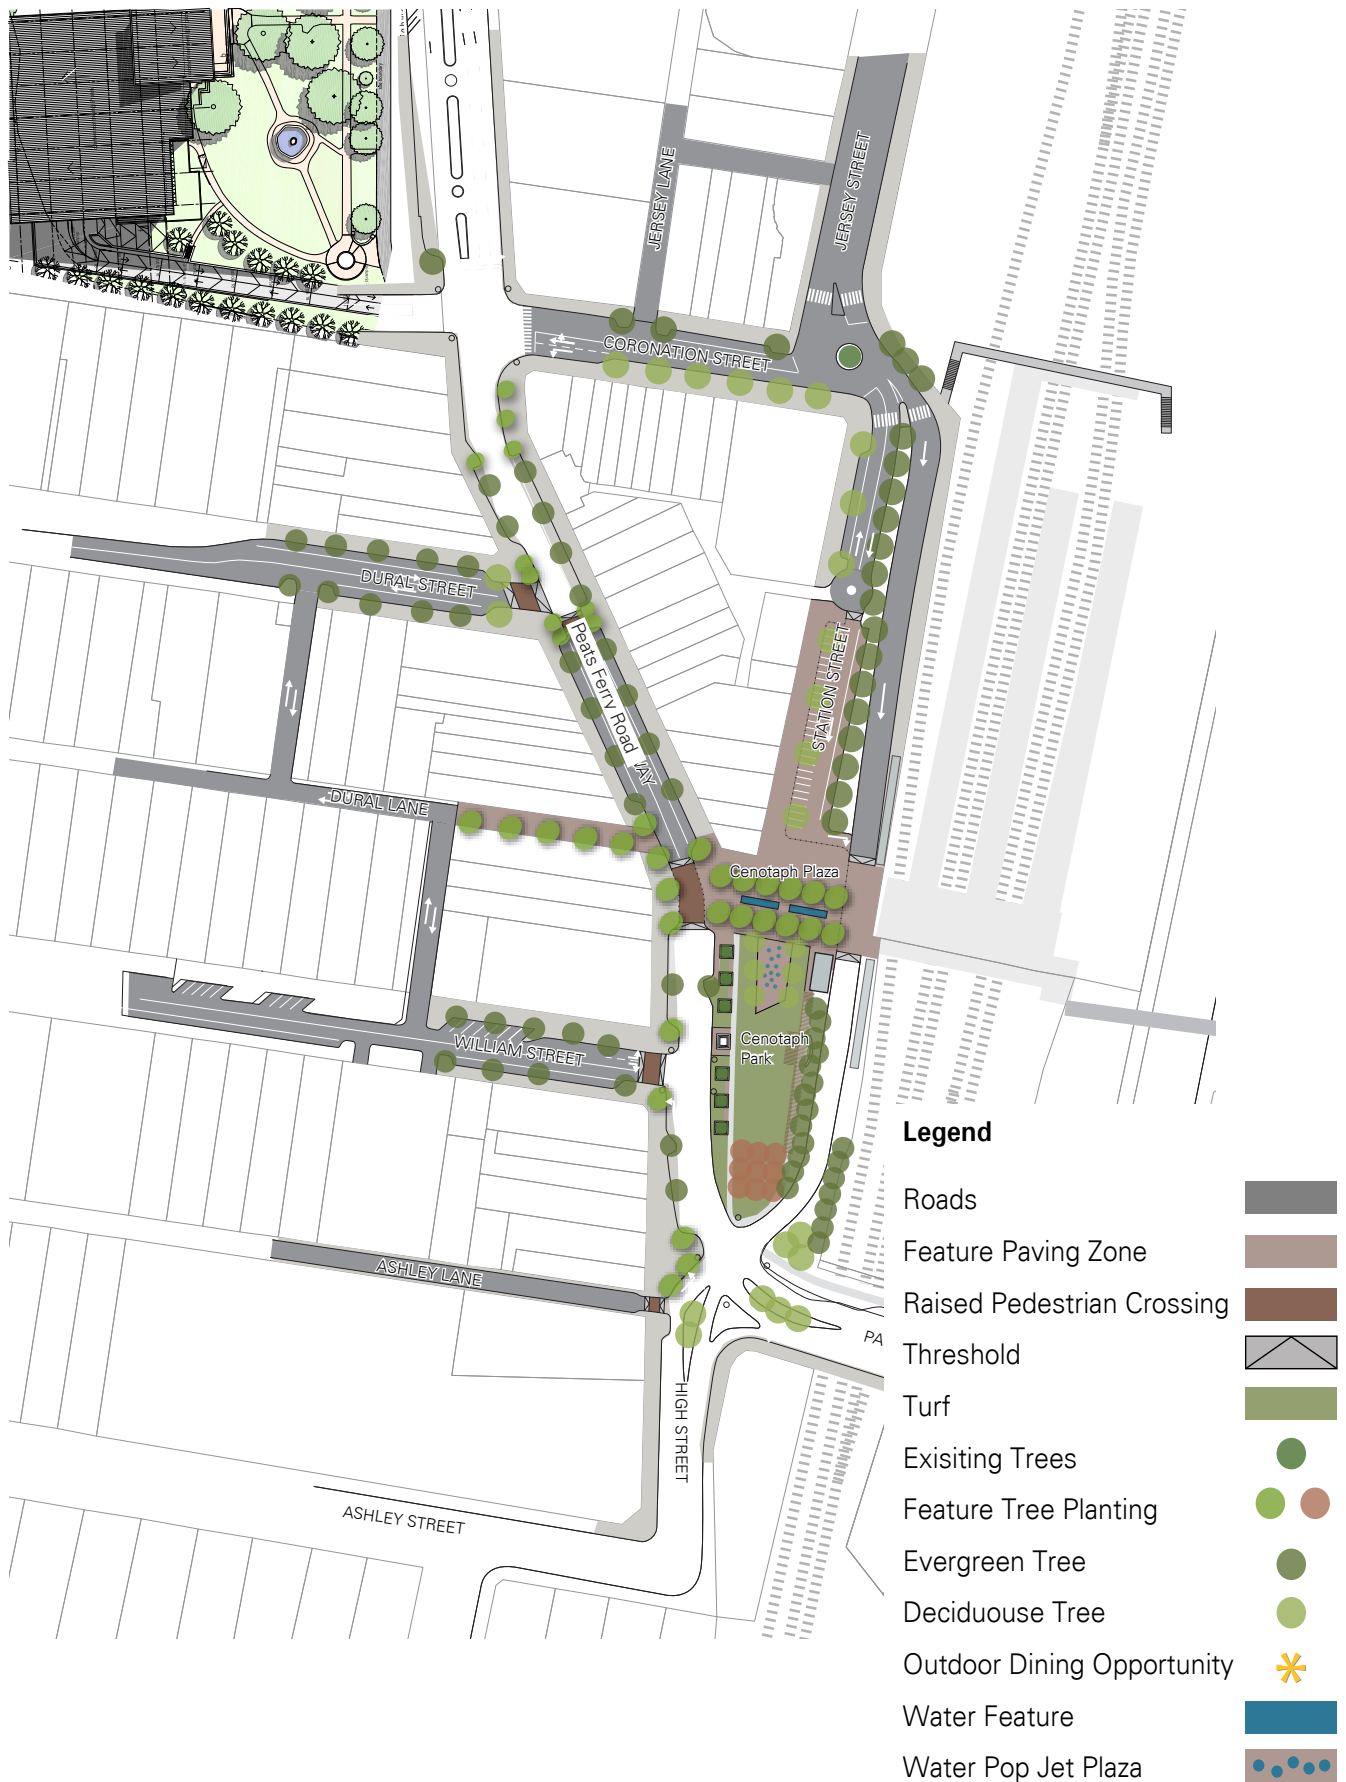 JERSEY LANE
JERSEY STREET
CORONATION STREET
DURAL STREET
Peats Ferry Road
STATION STREET
DURAL LANE
Cenotaph Plaza
WILLIAM STREET
Cenotaph
Park
ASHLEY LANE
PA
HIGH STREET
ASHLEY STREET
Legend
Roads
Feature Paving Zone
Raised Pedestrian Crossing
Threshold
Turf
Exisiting Trees
Feature Tree Planting
Evergreen Tree
Deciduouse Tree
Outdoor Dining Opportunity
Water Feature
Water Pop Jet Plaza